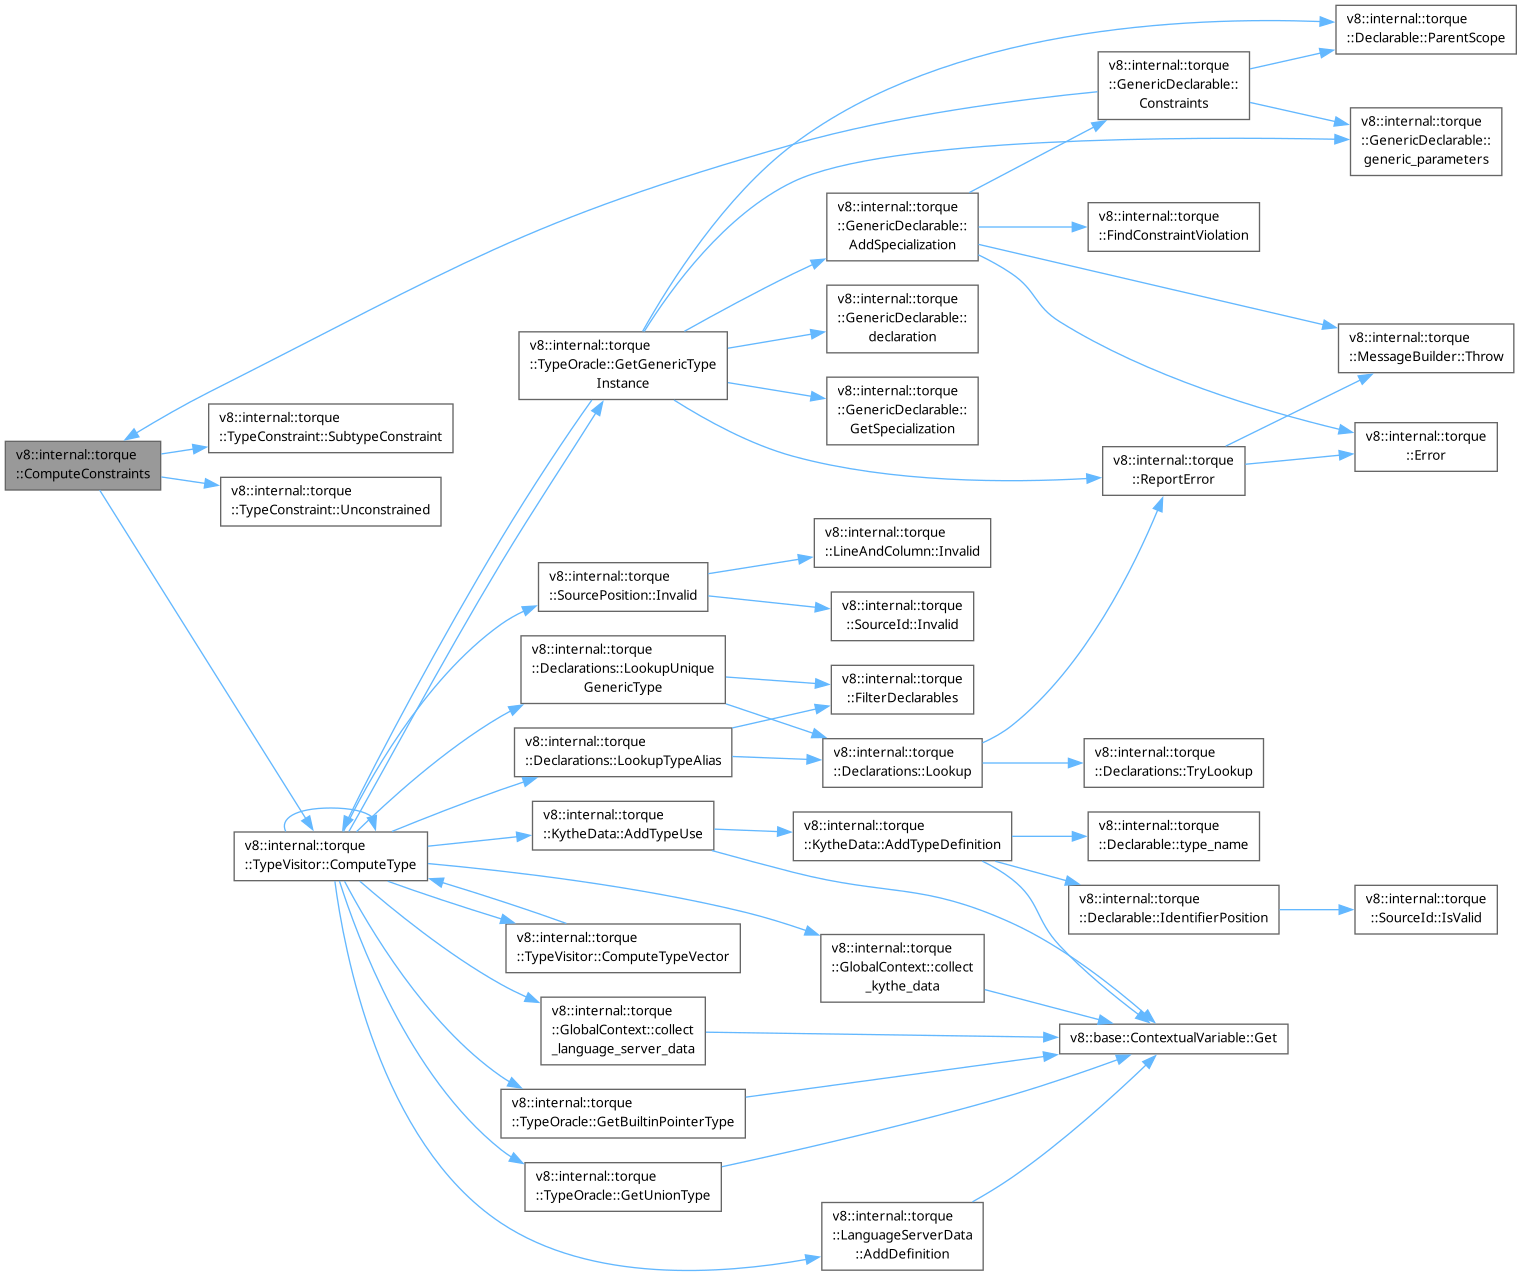 v8::internal::torque
::ComputeConstraints
v8::internal::torque
::TypeConstraint::SubtypeConstraint
v8::internal::torque
::TypeConstraint::Unconstrained
v8::internal::torque
::TypeVisitor::ComputeType
v8::internal::torque
::TypeOracle::GetGenericType
Instance
v8::internal::torque
::SourcePosition::Invalid
v8::internal::torque
::Declarations::LookupUnique
GenericType
v8::internal::torque
::Declarations::LookupTypeAlias
v8::internal::torque
::KytheData::AddTypeUse
v8::internal::torque
::TypeVisitor::ComputeTypeVector
v8::internal::torque
::GlobalContext::collect
_language_server_data
v8::internal::torque
::TypeOracle::GetBuiltinPointerType
v8::internal::torque
::TypeOracle::GetUnionType
v8::internal::torque
::GenericDeclarable::
AddSpecialization
v8::internal::torque
::GenericDeclarable::
declaration
v8::internal::torque
::GenericDeclarable::
GetSpecialization
v8::internal::torque
::LineAndColumn::Invalid
v8::internal::torque
::SourceId::Invalid
v8::internal::torque
::FilterDeclarables
v8::internal::torque
::Declarations::Lookup
v8::internal::torque
::KytheData::AddTypeDefinition
v8::internal::torque
::GlobalContext::collect
_kythe_data
v8::internal::torque
::LanguageServerData
::AddDefinition
v8::internal::torque
::GenericDeclarable::
Constraints
v8::internal::torque
::FindConstraintViolation
v8::internal::torque
::ReportError
v8::internal::torque
::Declarations::TryLookup
v8::internal::torque
::Declarable::type_name
v8::internal::torque
::Declarable::IdentifierPosition
v8::base::ContextualVariable::Get
v8::internal::torque
::Declarable::ParentScope
v8::internal::torque
::GenericDeclarable::
generic_parameters
v8::internal::torque
::MessageBuilder::Throw
v8::internal::torque
::Error
v8::internal::torque
::SourceId::IsValid